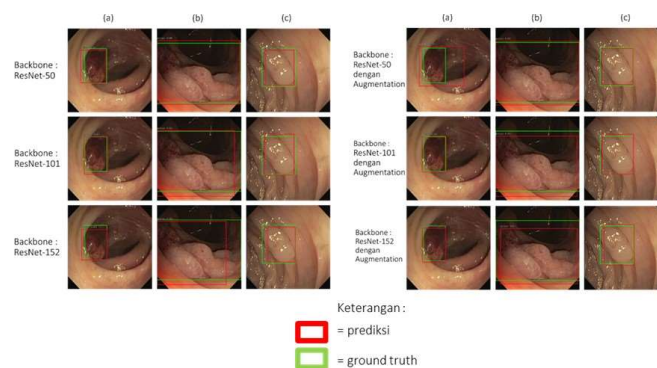 (a) (b) (c)
Backbone :
ResNet-50
Backbone :
ResNet-101
Backbone :
ResNet-152
(a) (b) (c)
Backbone :
ResNet-50
dengan
Augmentation
Backbone :
ResNet-101
dengan
Augmentation
Backbone :
ResNet-152
dengan
Augmentation
Keterangan :
= prediksi
= ground truth